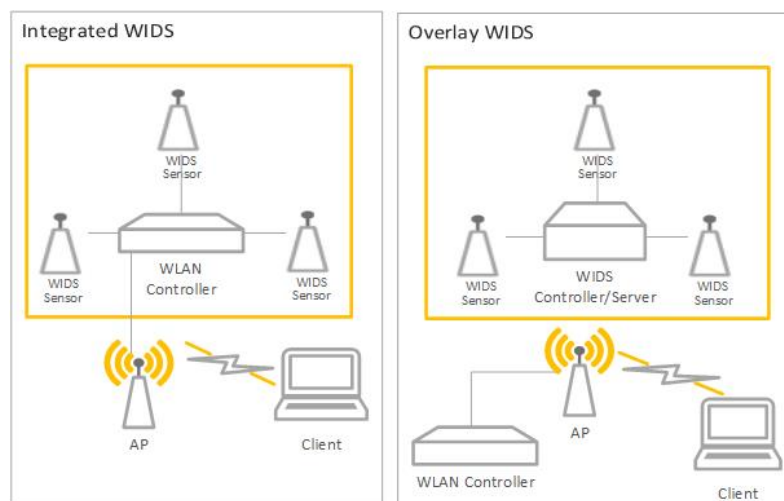 Integrated WIDS
WIDS
Sensor
WIDS
Sensor
WLAN
Controller
WIDS
Sensor
AP
Client
Overlay WIDS
WIDS
Sensor
WIDS
Sensor
WIDS
Controller/Server
WIDS
Sensor
AP
WLAN Controller
Client